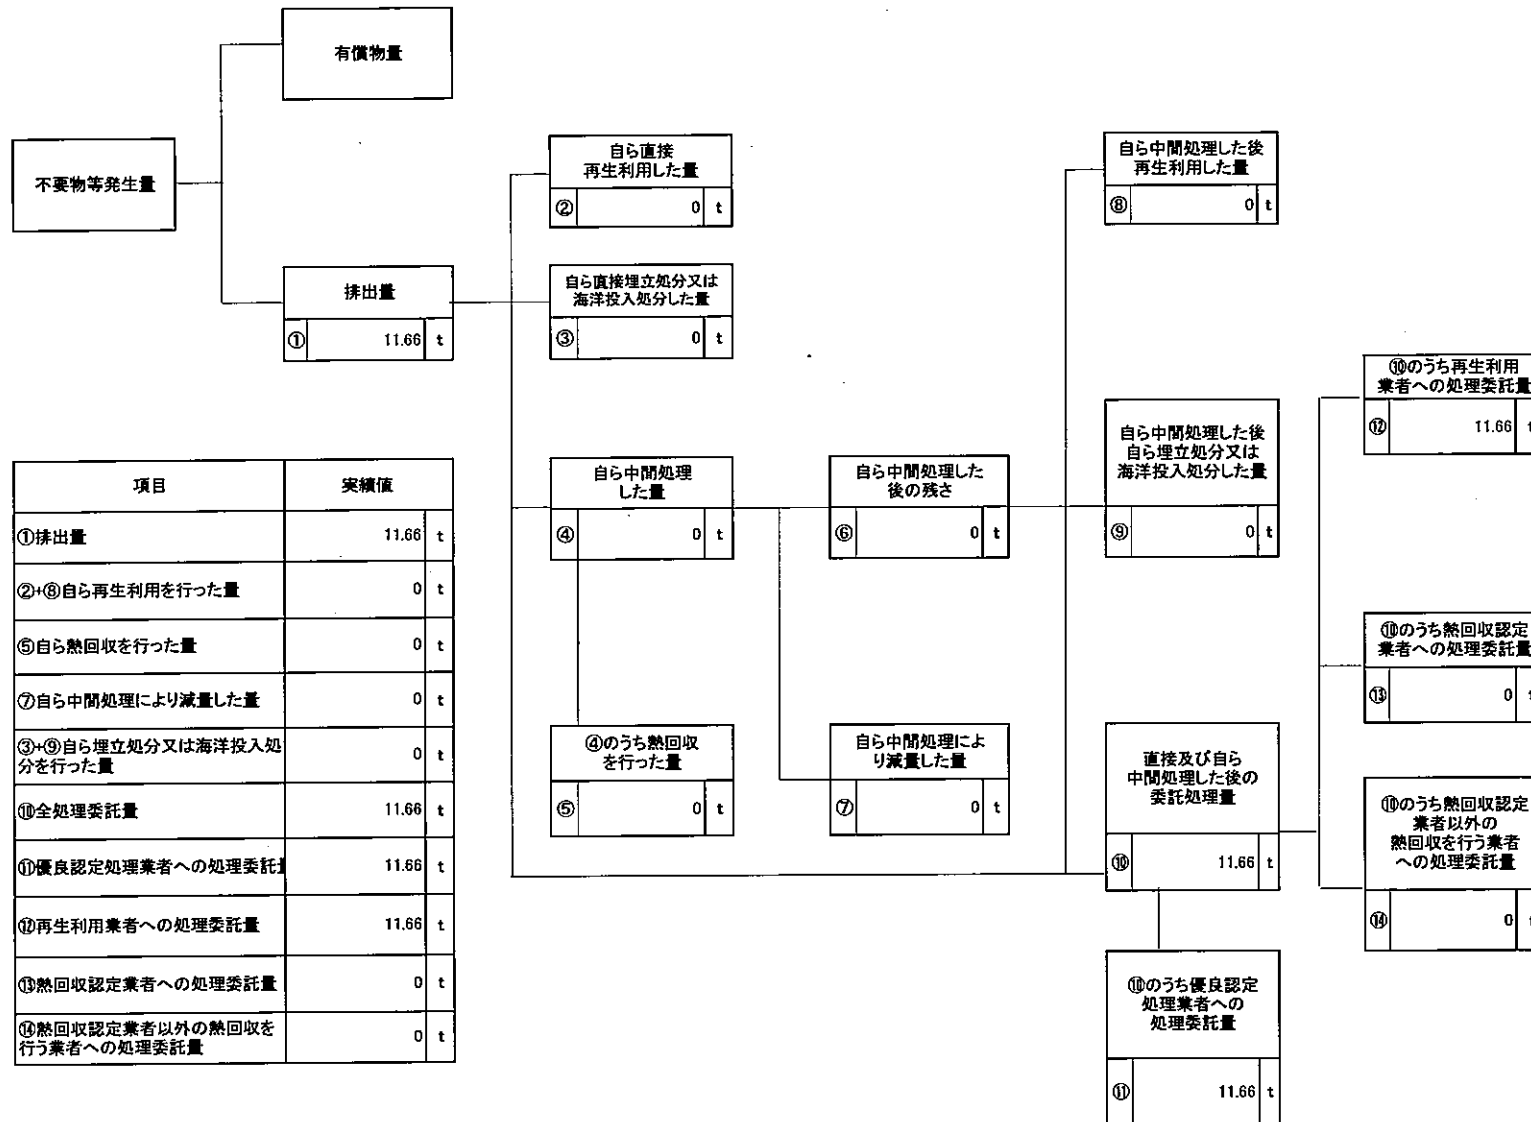 有償物量
不要物等発生量
排出量
① 11.66 t
自ら直接
再生利用した量
② 0 t
自ら直接埋立処分又は
海洋投入処分した量
③ 0 t
自ら中間処理
した量
④ 0 t
④のうち熱回収
を行った量
⑤ 0 t
自ら中間処理した
後の残さ
⑥ 0 t
自ら中間処理によ
り減量した量
⑦ 0 t
自ら中間処理した後
再生利用した量
⑧ 0 t
自ら中間処理した後
自ら埋立処分又は
海洋投入処分した量
⑨ 0 t
直接及び自ら
中間処理した後の
委託処理量
⑩ 11.66 t
⑩のうち優良認定
処理業者への
処理委託量
⑪ 11.66 t
⑩のうち再生利用
業者への処理委託量
⑫ 11.66 t
⑩のうち熱回収認定
業者への処理委託量
⑬ 0 t
⑩のうち熱回収認定
業者以外の
熱回収を行う業者
への処理委託量
⑭ 0 t
項目 実績値
①排出量 11.66 t
②+⑧自ら再生利用を行った量 0 t
⑤自ら熱回収を行った量 0 t
⑦自ら中間処理により減量した量 0 t
③+⑨自ら埋立処分又は海洋投入処
分を行った量 0 t
⑩全処理委託量 11.66 t
⑪優良認定処理業者への処理委託量 11.66 t
⑫再生利用業者への処理委託量 11.66 t
⑬熱回収認定業者への処理委託量 0 t
⑭熱回収認定業者以外の熱回収を
行う業者への処理委託量 0 t